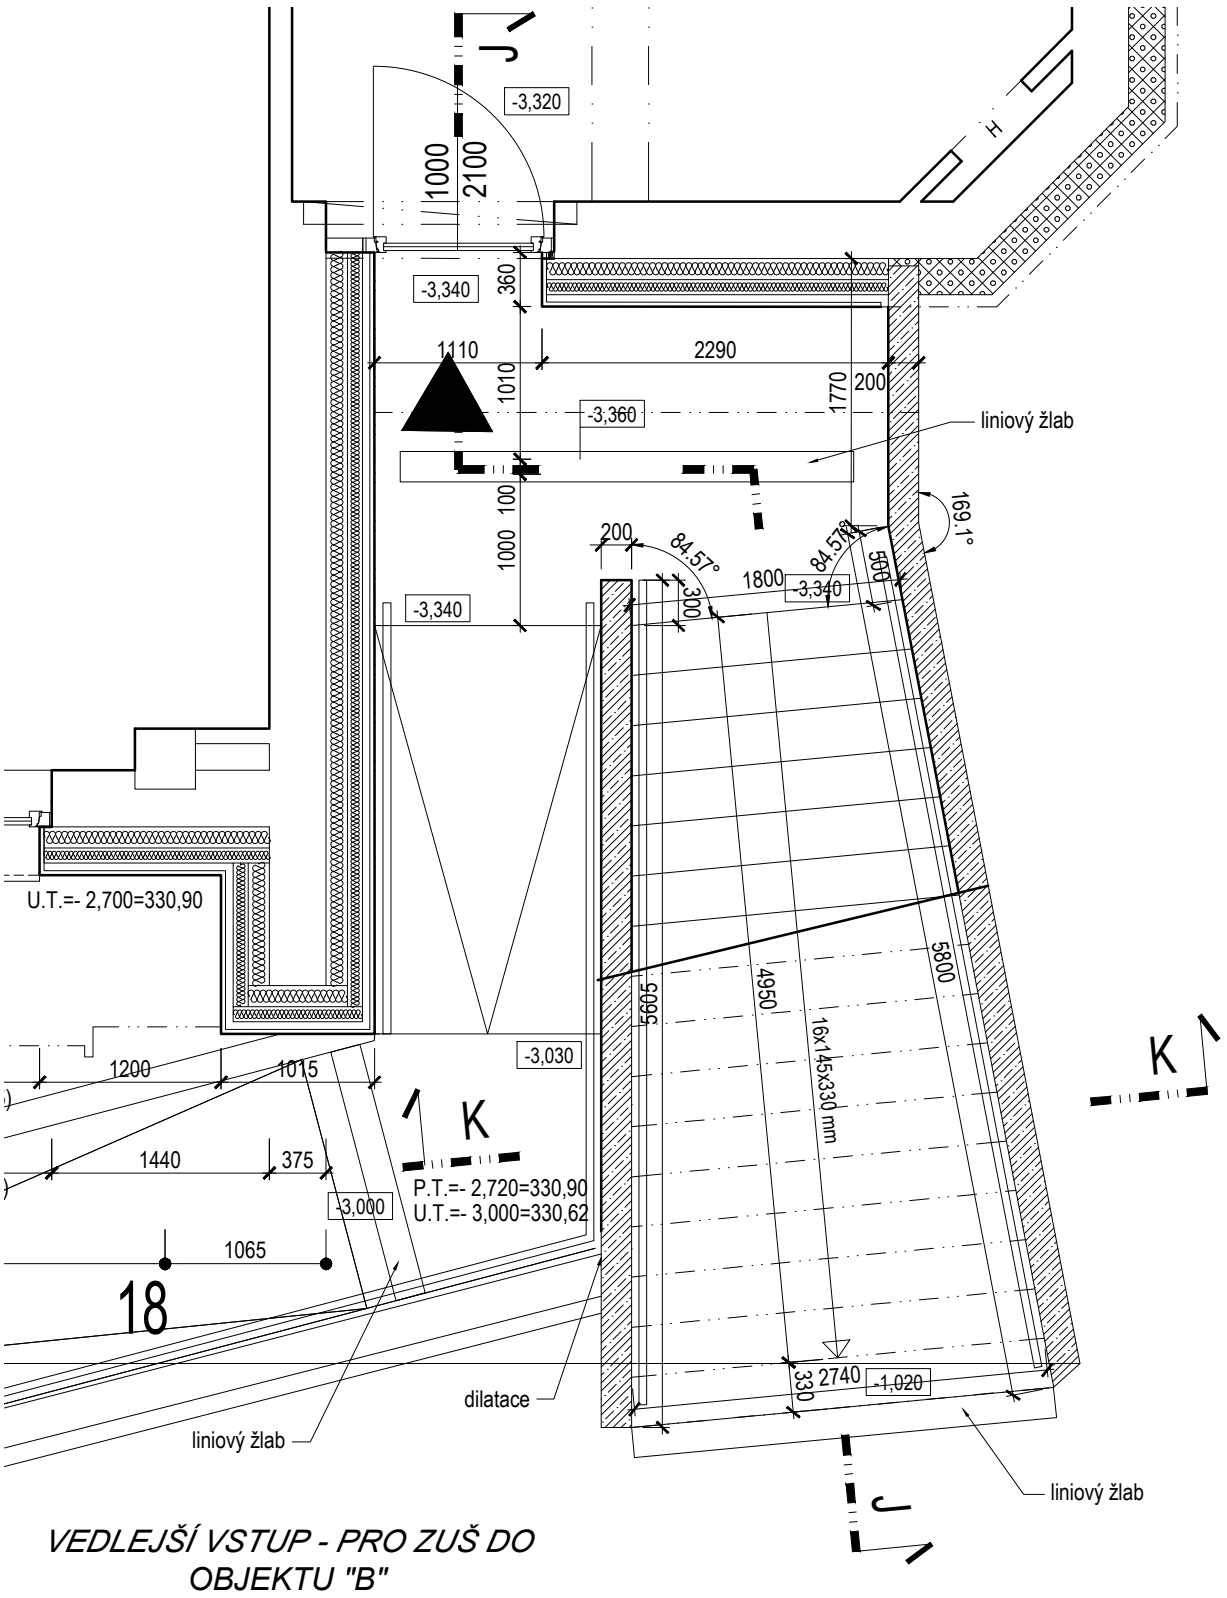 J
-3,320
1000
2100
H
-3,340
360
1110
2290
1010
1770
200
-3,360
liniový žlab
100
1000
169.1°
200
84.57°
84.57°
500
1800
-3,340
300
-3,340
U.T.=- 2,700=330,90
5605
4950
5800
16x145x330 mm
-3,030
K
1200
1015
K
1440
375
P.T.=- 2,720=330,90
U.T.=- 3,000=330,62
-3,000
1065
18
330
2740
-1,020
dilatace
liniový žlab
liniový žlab
J
VEDLEJŠÍ VSTUP - PRO ZUŠ DO
OBJEKTU "B"